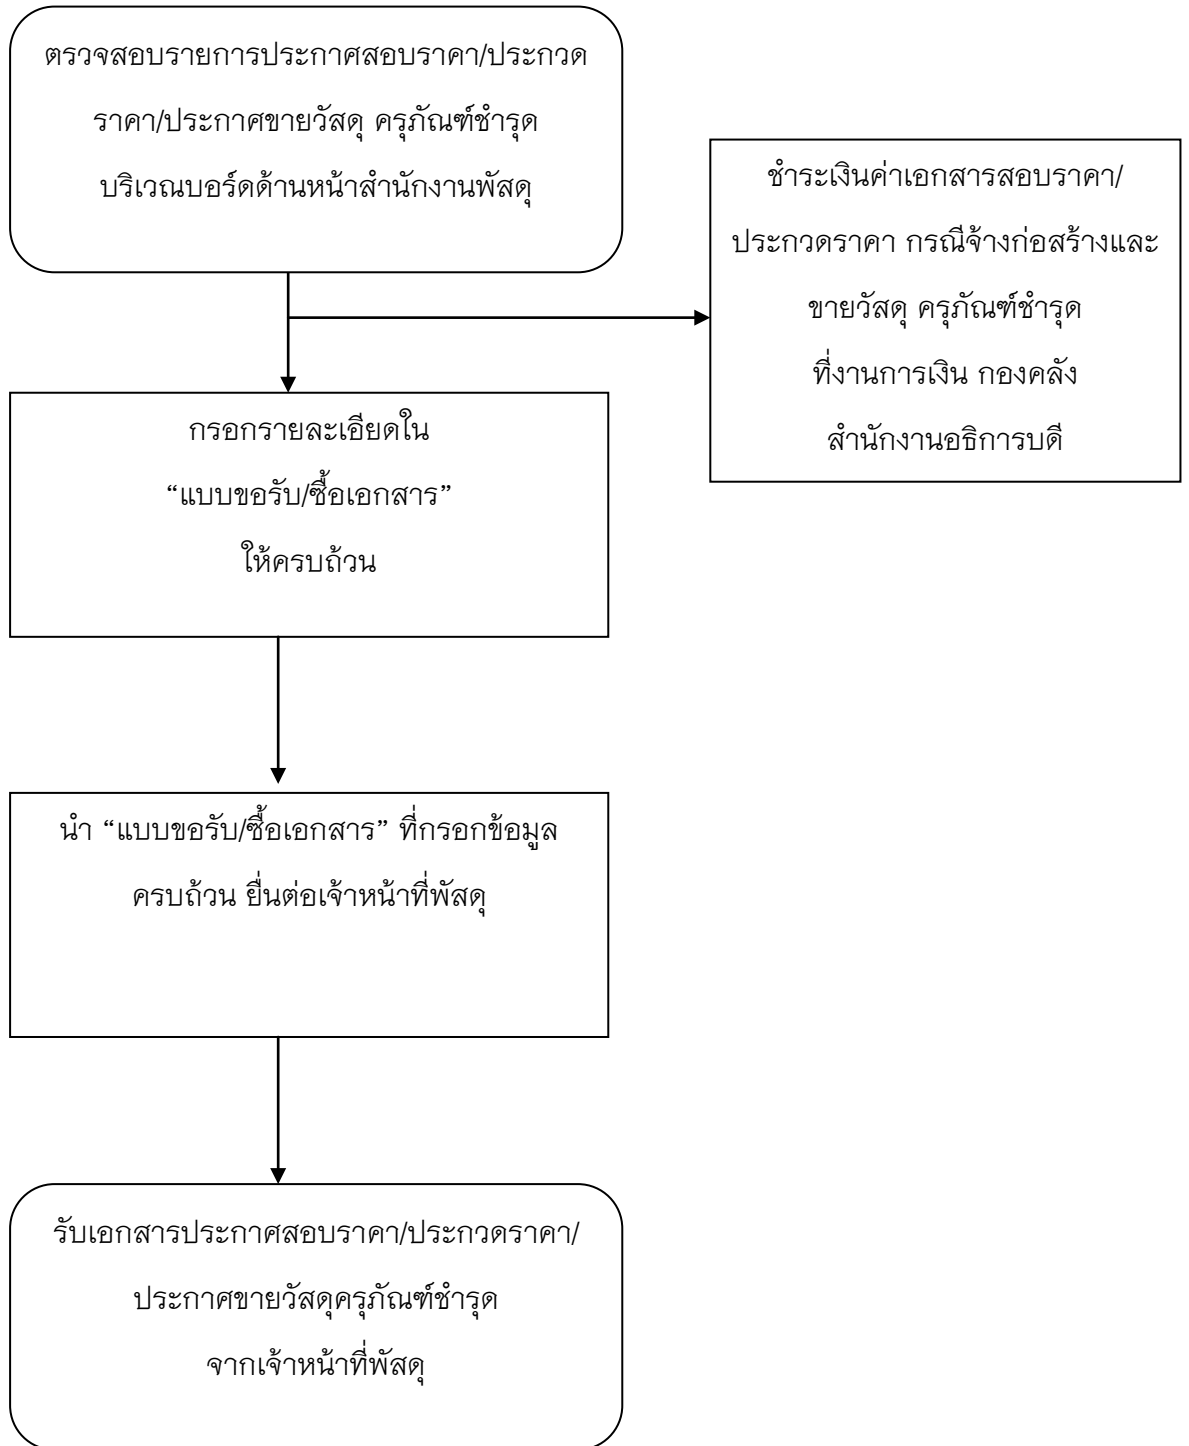 ตรวจสอบรายการประกาศสอบราคา/ประกวด
ราคา/ประกาศขายวัสดุ ครุภัณฑ์ชำรุด
บริเวณบอร์ดด้านหน้าสำนักงานพัสดุ
ชำระเงินค่าเอกสารสอบราคา/
ประกวดราคา กรณีจ้างก่อสร้างและ
ขายวัสดุ ครุภัณฑ์ชำรุด
ที่งานการเงิน กองคลัง
สำนักงานอธิการบดี
กรอกรายละเอียดใน
“แบบขอรับ/ซื้อเอกสาร”
ให้ครบถ้วน
นำ “แบบขอรับ/ซื้อเอกสาร” ที่กรอกข้อมูล
ครบถ้วน ยื่นต่อเจ้าหน้าที่พัสดุ
รับเอกสารประกาศสอบราคา/ประกวดราคา/
ประกาศขายวัสดุครุภัณฑ์ชำรุด
จากเจ้าหน้าที่พัสดุ